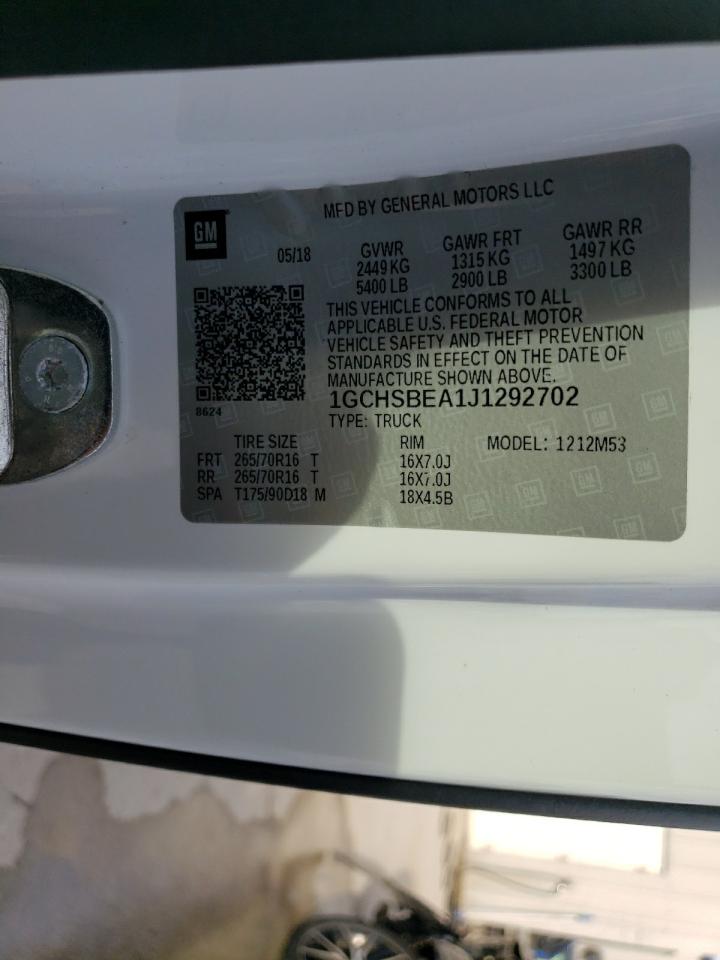 MFD BY GENERAL MOTORS LLC
GM
05/18 GVWR GAWR FRT GAWR RR
2449 KG 1315 KG 1497 KG
5400 LB 2900 LB 3300 LB
THIS VEHICLE CONFORMS TO ALL
APPLICABLE U.S. FEDERAL MOTOR
VEHICLE SAFETY AND THEFT PREVENTION
STANDARDS IN EFFECT ON THE DATE OF
MANUFACTURE SHOWN ABOVE.
8624
1GCHSBEA1J1292702
TYPE: TRUCK
TIRE SIZE RIM MODEL: 1212M53
FRT 265/70R16 T 16X7.0J
RR 265/70R16 T 16X7.0J
SPA T175/90D18 M 18X4.5B